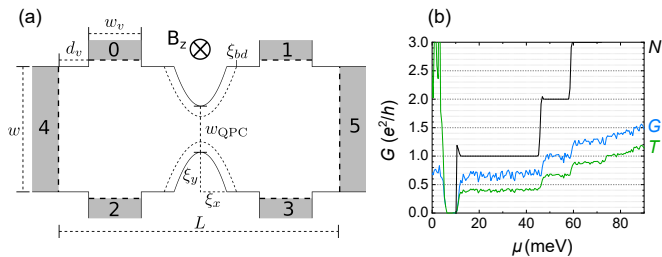 (a)
w_v
d_v
0
B_z
ξ_bd
1
w
4
w_QPC
5
ξ_y
ξ_x
2
3
L
(b)
G (e²/h)
3.0
2.5
2.0
1.5
1.0
0.5
0.0
0
20
40
60
80
μ(meV)
N
G
T